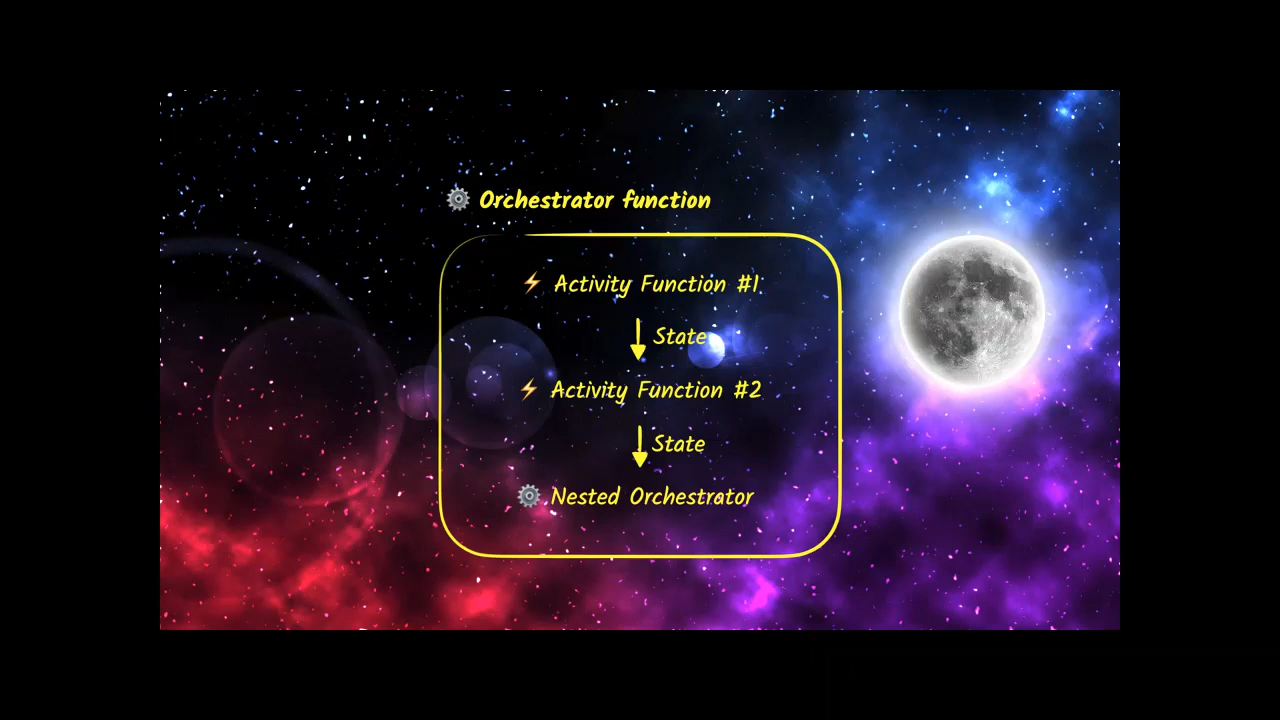 Orchestrator function
Activity Function #1
State
Activity Function #2
State
Nested Orchestrator